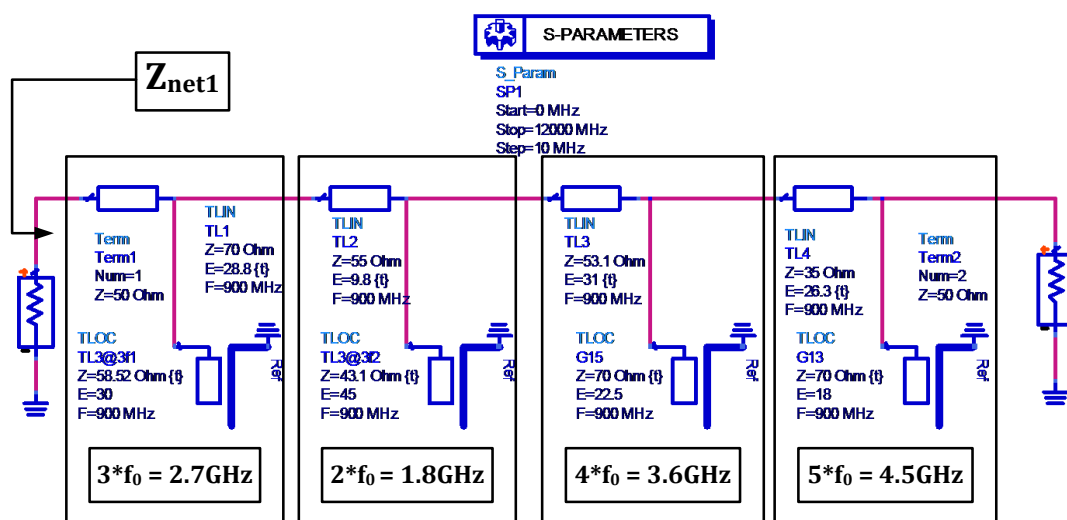 S-PARAMETERS
S_Param
SP1
Start=0 MHz
Stop=12000 MHz
Step=10 MHz
Znet1
Term
Term1
Num=1
Z=50 Ohm
TLIN
TL1
Z=70 Ohm
E=28.8 {t}
F=900 MHz
TLOC
TL3@3f1
Z=58.52 Ohm {t}
E=30
F=900 MHz
Ref
3*f₀ = 2.7GHz
TLIN
TL2
Z=55 Ohm
E=9.8 {t}
F=900 MHz
TLOC
TL3@3f2
Z=43.1 Ohm {t}
E=45
F=900 MHz
Ref
2*f₀ = 1.8GHz
TLIN
TL3
Z=53.1 Ohm
E=31 {t}
F=900 MHz
TLOC
G15
Z=70 Ohm {t}
E=22.5
F=900 MHz
Ref
4*f₀ = 3.6GHz
TLIN
TL4
Z=35 Ohm
E=26.3 {t}
F=900 MHz
Term
Term2
Num=2
Z=50 Ohm
TLOC
G13
Z=70 Ohm {t}
E=18
F=900 MHz
Ref
5*f₀ = 4.5GHz